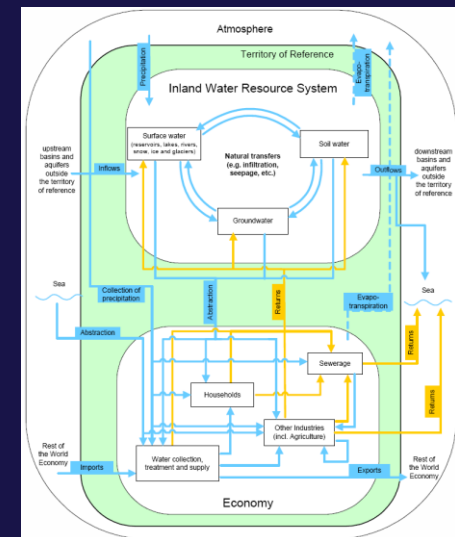 Atmosphere
Territory of Reference
Precipitation
Evapo-
transpiration
Inland Water Resource System
Surface water
(reservoirs, lakes, rivers,
snow, ice and glaciers)
Soil water
upstream
basins and
aquifers
outside
the territory
of reference
Inflows
Natural transfers
(e.g. infiltration,
seepage, etc.)
Outflows
downstream
basins and
aquifers
outside
the territory
of reference
Groundwater
Sea
Collection of
precipitation
Abstraction
Returns
Evapo-
transpiration
Sea
Abstraction
Sewerage
Returns
Households
Returns
Other Industries
(incl. Agriculture)
Rest of
the World
Economy
Imports
Water collection,
treatment and supply
Exports
Rest of
the World
Economy
Economy